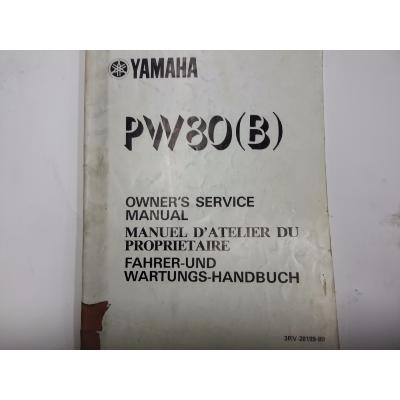 YAMAHA
PW80(B)
OWNER'S SERVICE
MANUAL
MANUEL D'ATELIER DU
PROPRIETAIRE
FAHRER-UND
WARTUNGS-HANDBUCH